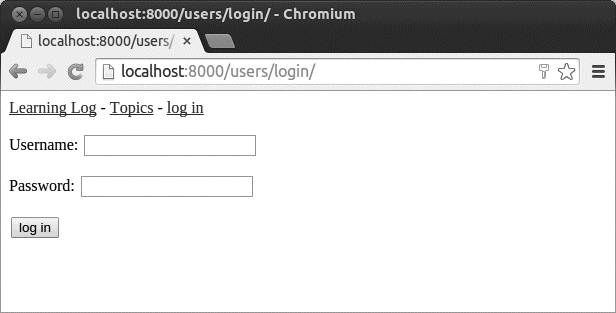 localhost:8000/users/login/ - Chromium
localhost:8000/users/
localhost:8000/users/login/
Learning Log - Topics - log in
Username:
Password:
log in